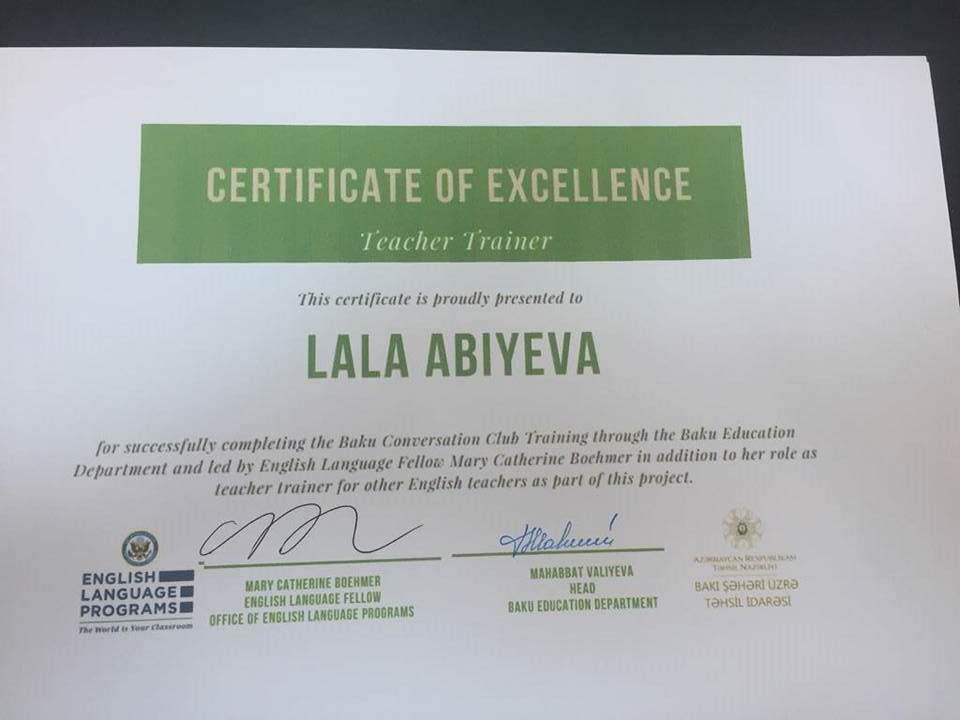 CERTIFICATE OF EXCELLENCE
Teacher Trainer
This certificate is proudly presented to
LALA ABIYEVA
for successfully completing the Baku Conversation Club Training through the Baku Education
Department and led by English Language Fellow Mary Catherine Boehmer in addition to her role as
teacher trainer for other English teachers as part of this project.
ENGLISH
LANGUAGE
PROGRAMS
The World is Your Classroom
MARY CATHERINE BOEHMER
ENGLISH LANGUAGE FELLOW
OFFICE OF ENGLISH LANGUAGE PROGRAMS
MAHABBAT VALIYEVA
HEAD
BAKU EDUCATION DEPARTMENT
AZƏRBAYCAN RESPUBLİKASI
TƏHSİL NAZİRLİYİ
BAKI ŞƏHƏRİ ÜZRƏ
TƏHSİL İDARƏSİ